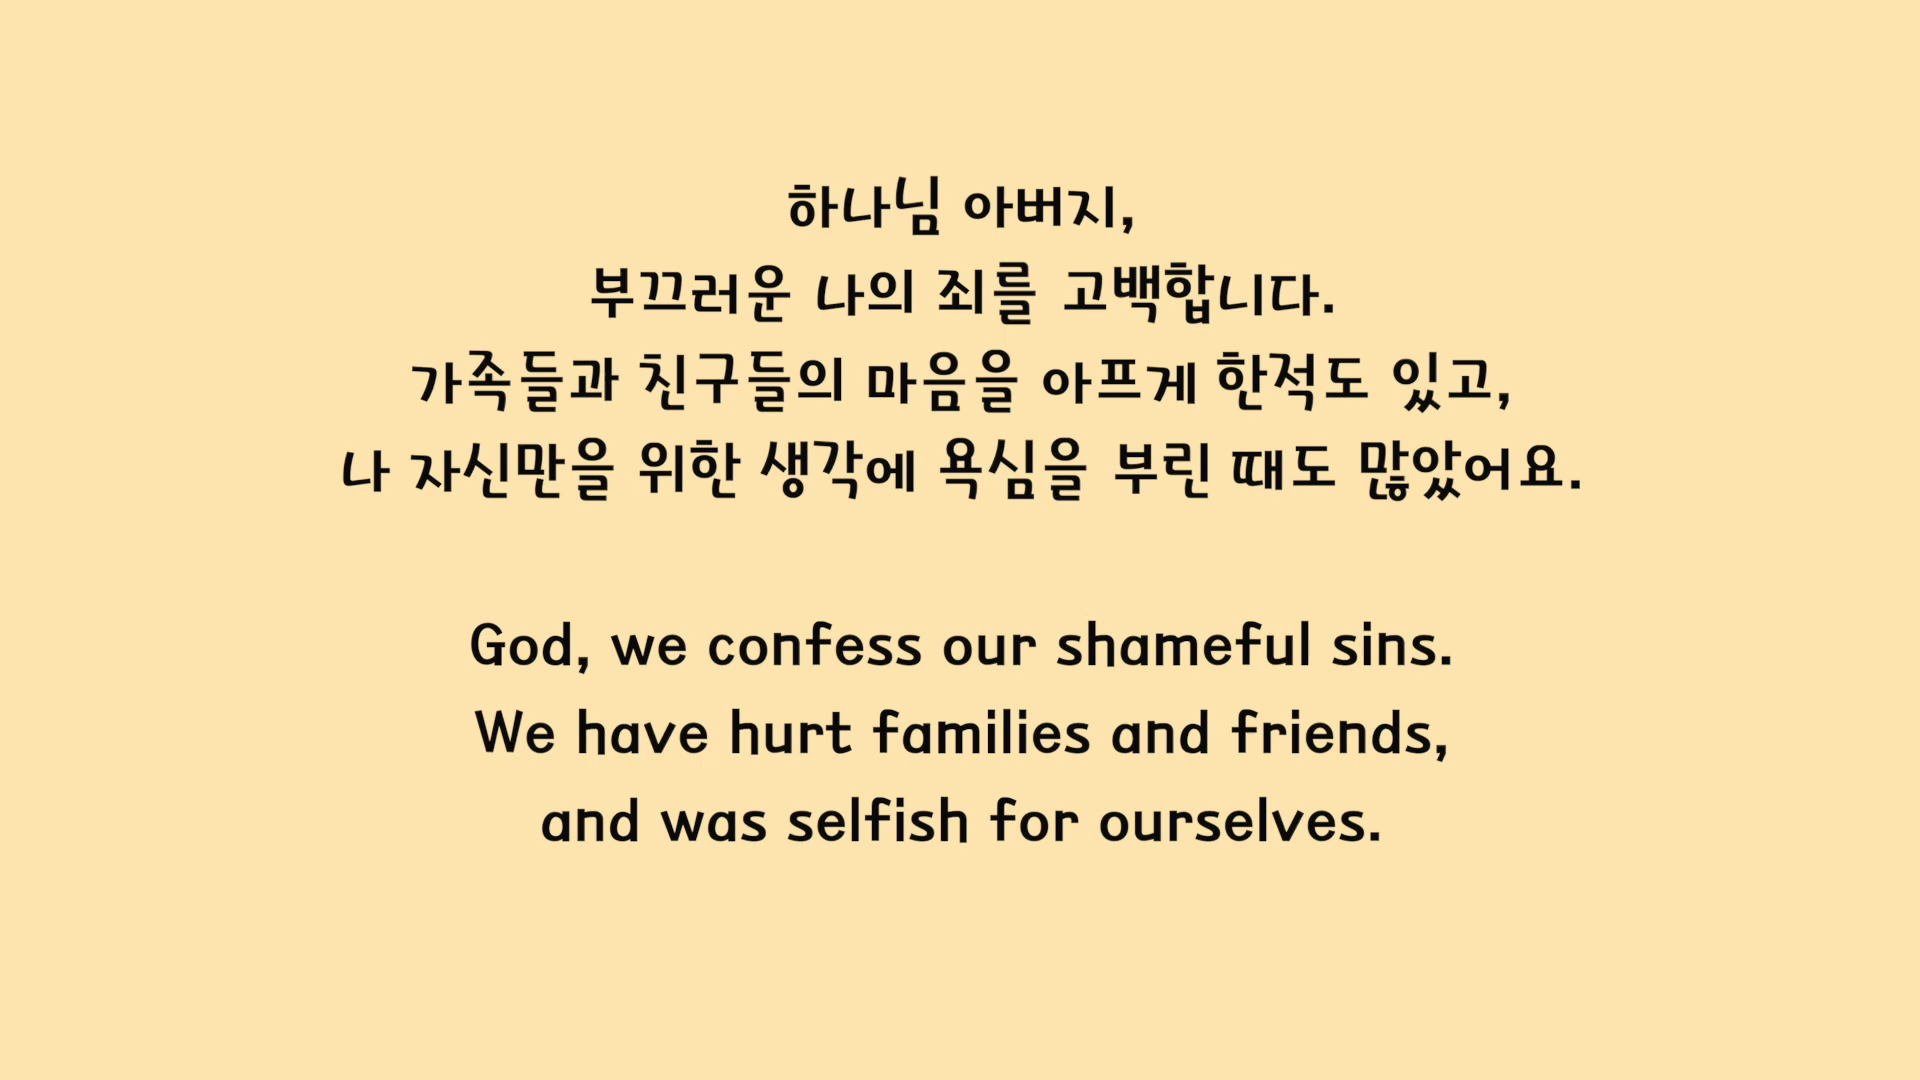 하나님 아버지,
부끄러운 나의 죄를 고백합니다.
가족들과 친구들의 마음을 아프게 한적도 있고,
나 자신만을 위한 생각에 욕심을 부린 때도 많았어요.
God, we confess our shameful sins.
We have hurt families and friends,
and was selfish for ourselves.